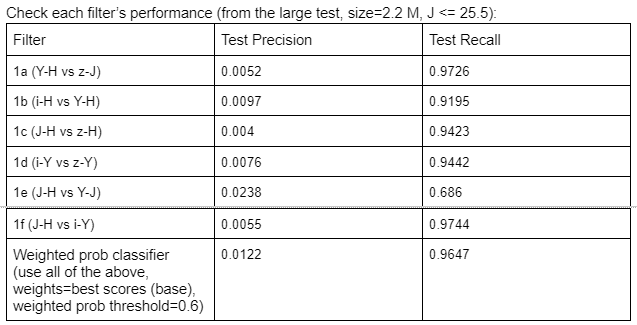 Check each filter's performance (from the large test, size=2.2 M, J <= 25.5):
Filter Test Precision Test Recall
1a (Y-H vs z-J) 0.0052 0.9726
1b (i-H vs Y-H) 0.0097 0.9195
1c (J-H vs z-H) 0.004 0.9423
1d (i-Y vs z-Y) 0.0076 0.9442
1e (J-H vs Y-J) 0.0238 0.686
1f (J-H vs i-Y) 0.0055 0.9744
Weighted prob classifier 0.0122 0.9647
(use all of the above,
weights=best scores (base),
weighted prob threshold=0.6)